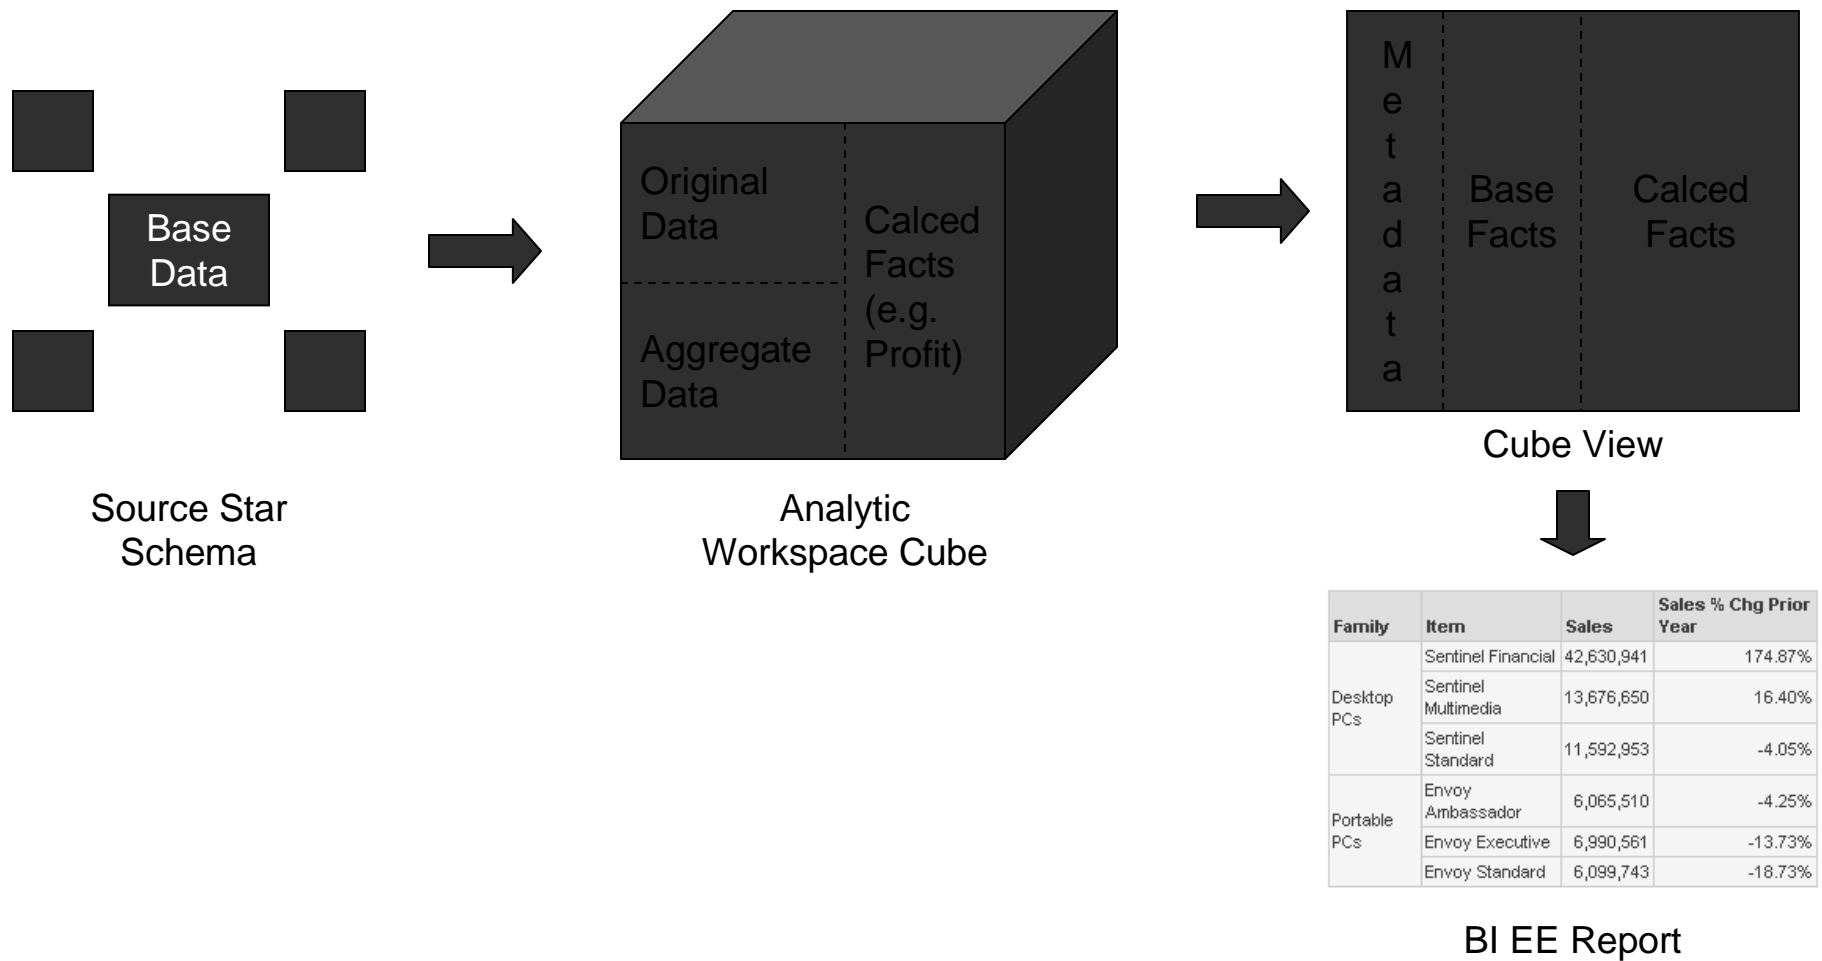 Base
Data
Source Star
Schema
Original
Data
Aggregate
Data
Calced
Facts
(e.g.
Profit)
Analytic
Workspace Cube
M
e
t
a
d
a
t
a
Base
Facts
Calced
Facts
Cube View
Family Item Sales Sales % Chg Prior
Year
Desktop
PCs
Sentinel Financial 42,630,941 174.87%
Sentinel
Multimedia 13,676,650 16.40%
Sentinel
Standard 11,592,953 -4.05%
Portable
PCs
Envoy
Ambassador 6,065,510 -4.25%
Envoy Executive 6,990,561 -13.73%
Envoy Standard 6,099,743 -18.73%
BI EE Report